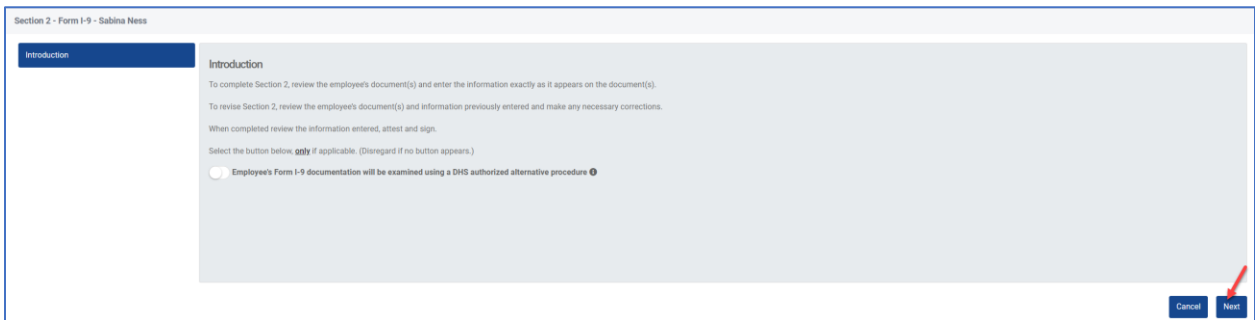 Section 2 - Form I-9 - Sabina Ness
Introduction
Introduction
To complete Section 2, review the employee's document(s) and enter the information exactly as it appears on the document(s).
To revise Section 2, review the employee's document(s) and information previously entered and make any necessary corrections.
When completed review the information entered, attest and sign.
Select the button below, only if applicable. (Disregard if no button appears.)
Employee's Form I-9 documentation will be examined using a DHS authorized alternative procedure
Cancel Next